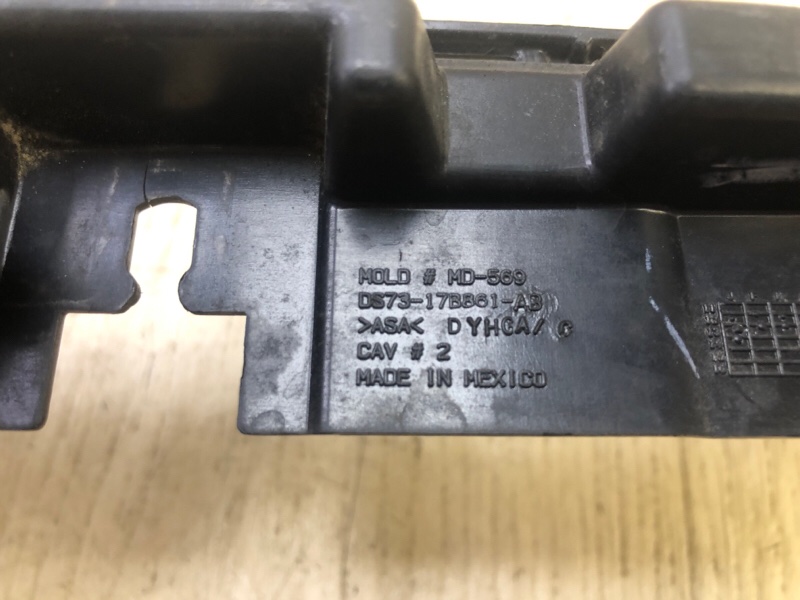 MOLD # MD-569
DS73-17B861-AB
>ASA< DYHCA/ C
CAV # 2
MADE IN MEXICO